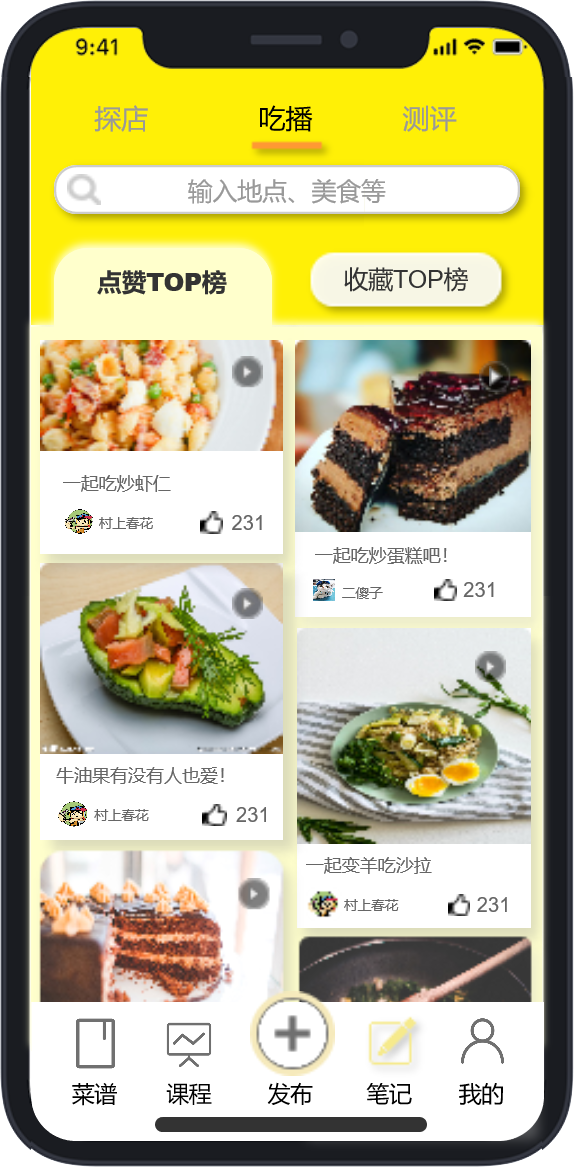 9:41
探店 吃播 测评
输入地点、美食等
点赞TOP榜 收藏TOP榜
一起吃炒虾仁
村上春花 231
一起吃炒蛋糕吧!
二傻子 231
牛油果有没有人也爱!
村上春花 231
一起变羊吃沙拉
村上春花 231
菜谱 课程 发布 笔记 我的